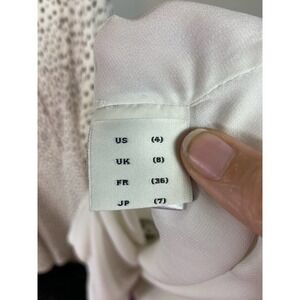 US (4)
UK (8)
FR (36)
JP (7)